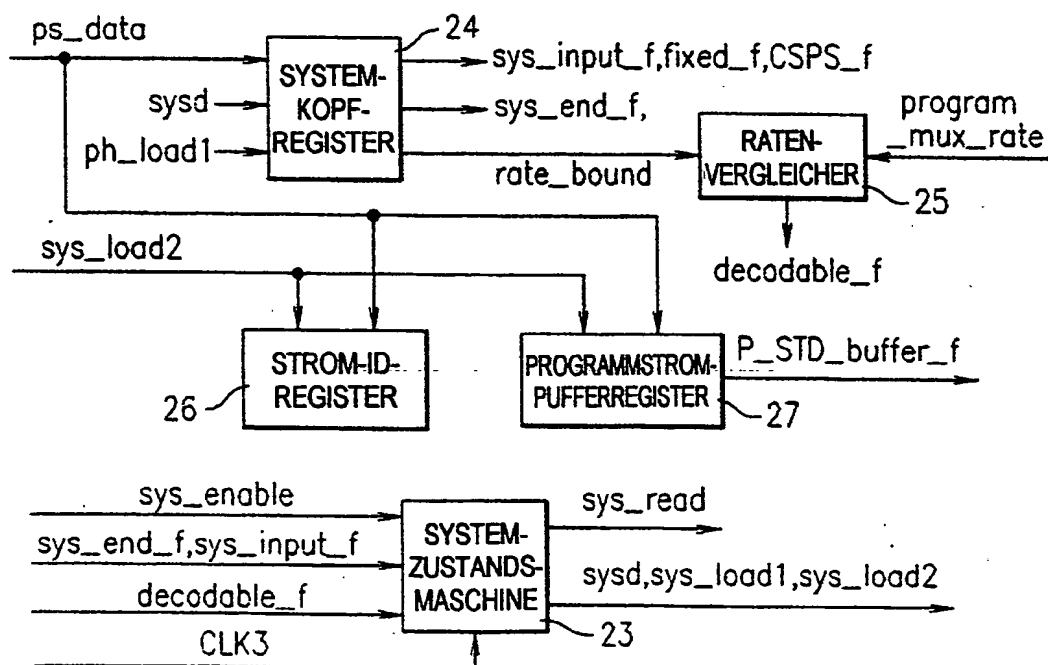 ps_data
24
SYSTEM-
KOPF-
REGISTER
sys_input_f,fixed_f,CSPS_f
sysd
sys_end_f,
program
_mux_rate
ph_load1
rate_bound
RATEN-
VERGLEICHER
25
sys_load2
decodable_f
STROM-ID-
REGISTER
26
PROGRAMMSTROM-
PUFFERREGISTER
27
P_STD_buffer_f
sys_enable
sys_end_f,sys_input_f
decodable_f
CLK3
SYSTEM-
ZUSTANDS-
MASCHINE
23
sys_read
sysd,sys_load1,sys_load2